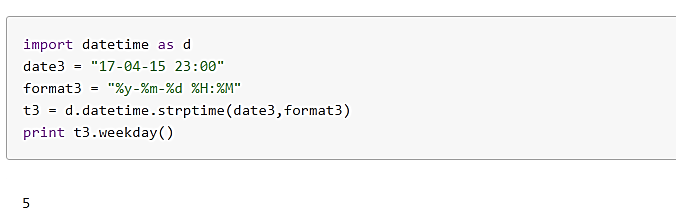 import datetime as d
date3 = "17-04-15 23:00"
format3 = "%y-%m-%d %H:%M"
t3 = d.datetime.strptime(date3,format3)
print t3.weekday()
5